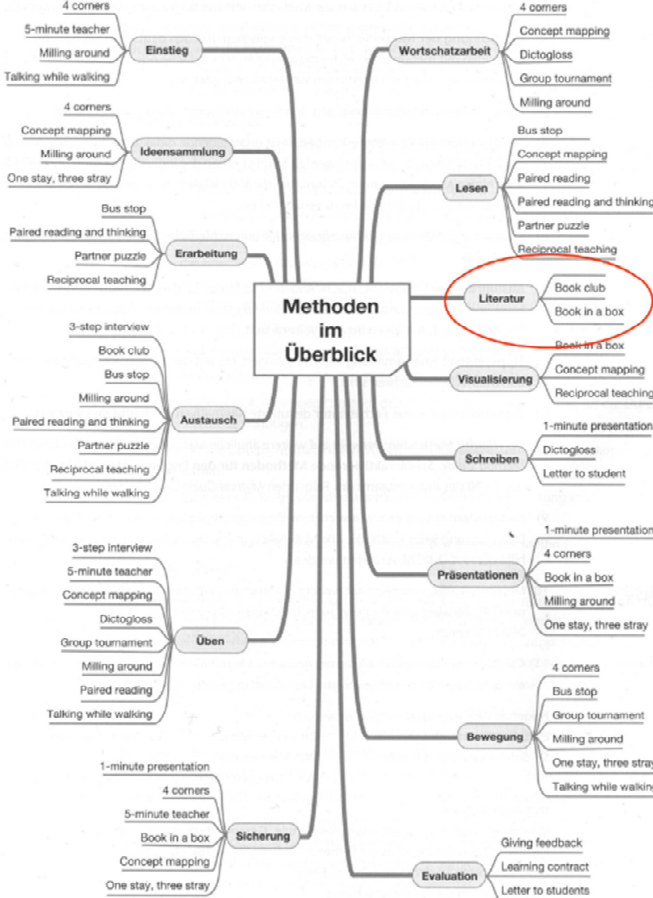 4 corners
5-minute teacher
Milling around
Talking while walking
Einstieg
4 corners
Concept mapping
Milling around
One stay, three stray
Ideensammlung
Bus stop
Paired reading and thinking
Partner puzzle
Reciprocal teaching
Erarbeitung
3-step interview
Book club
Bus stop
Milling around
Paired reading and thinking
Partner puzzle
Reciprocal teaching
Talking while walking
Austausch
3-step interview
5-minute teacher
Concept mapping
Dictogloss
Group tournament
Milling around
Paired reading
Talking while walking
Üben
1-minute presentation
4 corners
5-minute teacher
Book in a box
Concept mapping
One stay, three stray
Sicherung
Methoden
im
Überblick
Wortschatzarbeit
4 corners
Concept mapping
Dictogloss
Group tournament
Milling around
Lesen
Bus stop
Concept mapping
Paired reading
Paired reading and thinking
Partner puzzle
Reciprocal teaching
Literatur
Book club
Book in a box
Visualisierung
Book in a box
Concept mapping
Reciprocal teaching
Schreiben
1-minute presentation
Dictogloss
Letter to student
Präsentationen
1-minute presentation
4 corners
Book in a box
Milling around
One stay, three stray
Bewegung
4 corners
Bus stop
Group tournament
Milling around
One stay, three stray
Talking while walking
Evaluation
Giving feedback
Learning contract
Letter to students